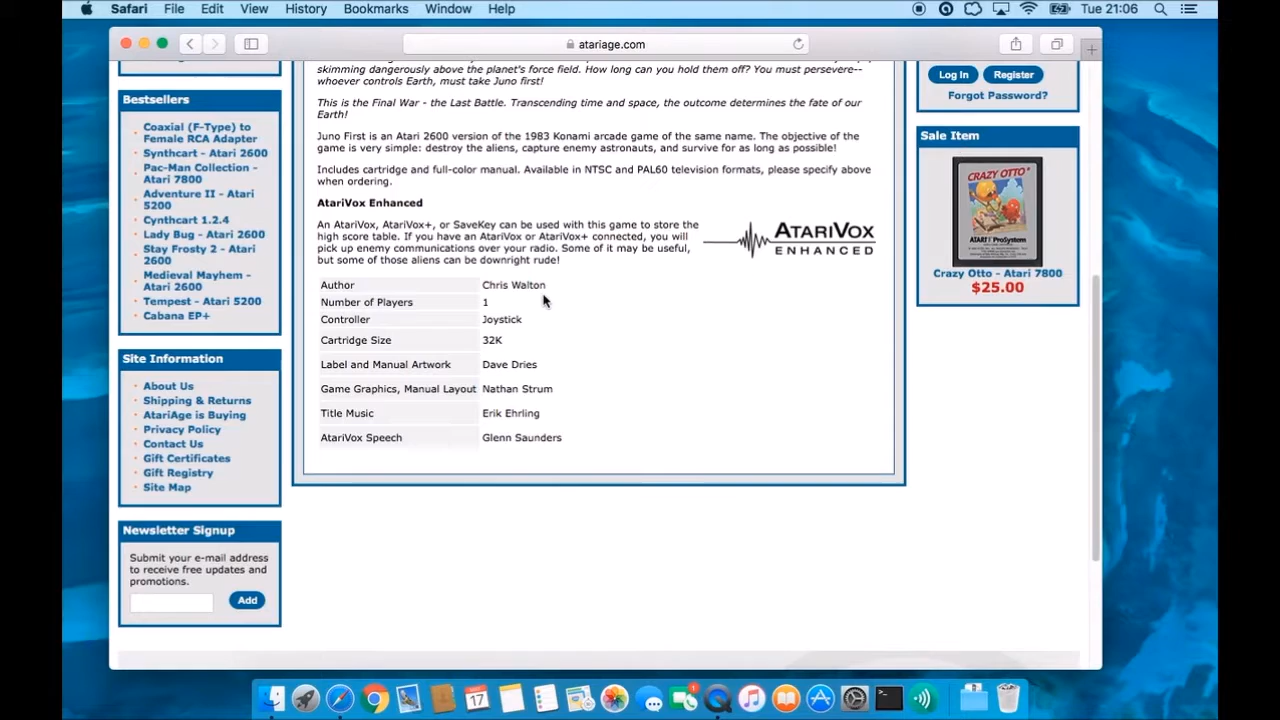 Safari File Edit View History Bookmarks Window Help Tue 21:06
atariage.com
skimming dangerously above the planet's force field. How long can you hold them off? You must persevere--
whoever controls Earth, must take Juno first!
This is the Final War - the Last Battle. Transcending time and space, the outcome determines the fate of our
Earth!
Juno First is an Atari 2600 version of the 1983 Konami arcade game of the same name. The objective of the
game is very simple: destroy the aliens, capture enemy astronauts, and survive for as long as possible!
Includes cartridge and full-color manual. Available in NTSC and PAL60 television formats, please specify above
when ordering.
AtariVox Enhanced
An AtariVox, AtariVox+, or SaveKey can be used with this game to store the
high score table. If you have an AtariVox or AtariVox+ connected, you will
pick up enemy communications over your radio. Some of it may be useful,
but some of those aliens can be downright rude!
ATARIVOX
ENHANCED
Author Chris Walton
Number of Players 1
Controller Joystick
Cartridge Size 32K
Label and Manual Artwork Dave Dries
Game Graphics, Manual Layout Nathan Strum
Title Music Erik Ehrling
AtariVox Speech Glenn Saunders
Bestsellers
Coaxial (F-Type) to
Female RCA Adapter
Synthcart - Atari 2600
Pac-Man Collection -
Atari 7800
Adventure II - Atari
5200
Cynthcart 1.2.4
Lady Bug - Atari 2600
Stay Frosty 2 - Atari
2600
Medieval Mayhem -
Atari 2600
Tempest - Atari 5200
Cabana EP+
Site Information
About Us
Shipping & Returns
AtariAge is Buying
Privacy Policy
Contact Us
Gift Certificates
Gift Registry
Site Map
Newsletter Signup
Submit your e-mail address
to receive free updates and
promotions.
Add
Log In Register
Forgot Password?
Sale Item
CRAZY OTTO
ATARI ProSystem
Crazy Otto - Atari 7800
$25.00
17